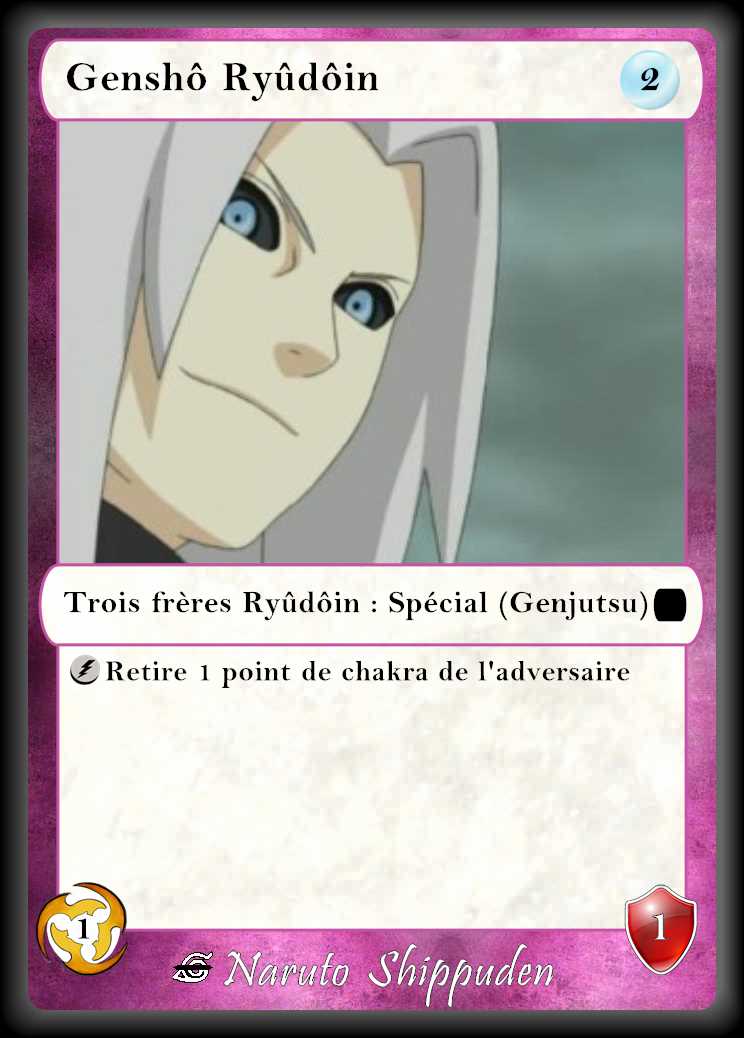 Genshô Ryûdôin
2
Trois frères Ryûdôin : Spécial (Genjutsu)
Retire 1 point de chakra de l'adversaire
1
1
Naruto Shippuden